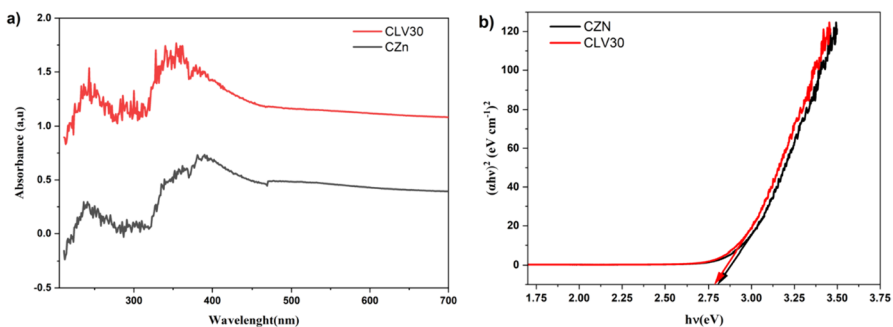 a)
CLV30
CZn
2.0
1.5
1.0
0.5
0.0
-0.5
Absorbance (a,u)
300
400
500
600
700
Wavelenght(nm)
b)
CZN
CLV30
120
100
80
60
40
20
0
(αhν)² (eV cm⁻¹)²
1.75
2.00
2.25
2.50
2.75
3.00
3.25
3.50
3.75
hν(eV)